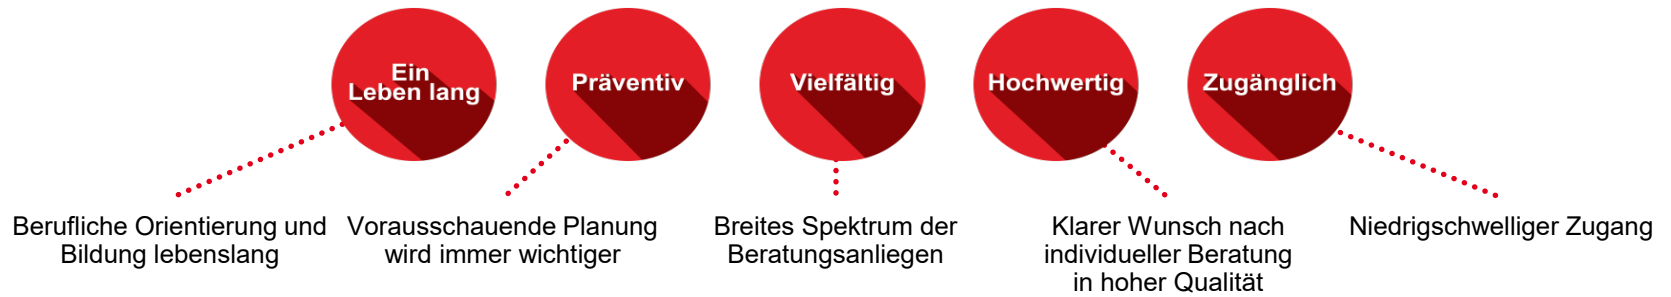 Ein
Leben lang
Präventiv
Vielfältig
Hochwertig
Zugänglich
Berufliche Orientierung und
Bildung lebenslang
Vorausschauende Planung
wird immer wichtiger
Breites Spektrum der
Beratungsanliegen
Klarer Wunsch nach
individueller Beratung
in hoher Qualität
Niedrigschwelliger Zugang